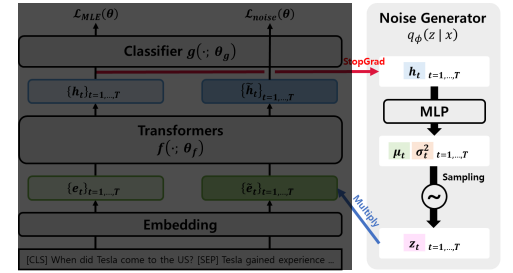 ℒ_MLE(θ)
ℒ_noise(θ)
Classifier g(·; θ_g)
StopGrad
{h_t}_t=1,…,T
{h̃_t}_t=1,…,T
Transformers
f(·; θ_f)
{e_t}_t=1,…,T
{ẽ_t}_t=1,…,T
Multiply
Embedding
[CLS] When did Tesla come to the US? [SEP] Tesla gained experience ...
Noise Generator
q_ϕ(z | x)
h_t t=1,…,T
MLP
μ_t σ_t^2 t=1,…,T
Sampling
~
z_t t=1,…,T